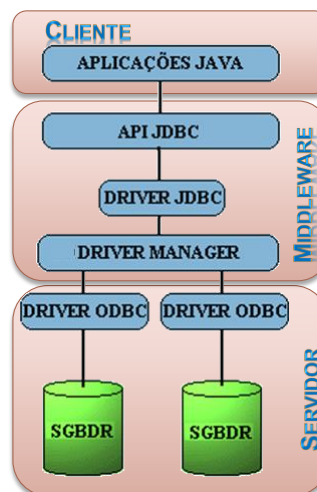 CLIENTE
APLICAÇÕES JAVA
API JDBC
DRIVER JDBC
DRIVER MANAGER
MIDDLEWARE
DRIVER ODBC
DRIVER ODBC
SGBDR
SGBDR
SERVIDOR